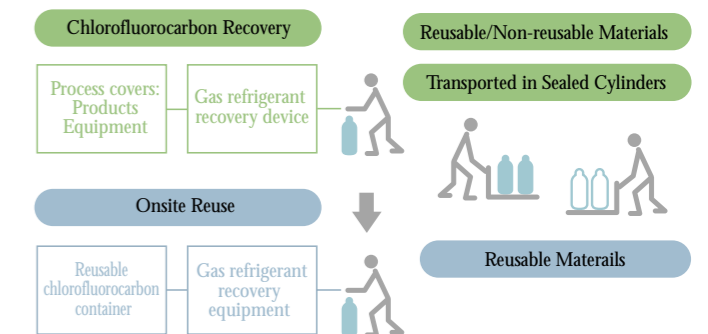 Chlorofluorocarbon Recovery
Process covers:
Products
Equipment
Gas refrigerant
recovery device
Onsite Reuse
Reusable
chlorofluorocarbon
container
Gas refrigerant
recovery
equipment
Reusable/Non-reusable Materials
Transported in Sealed Cylinders
Reusable Materails